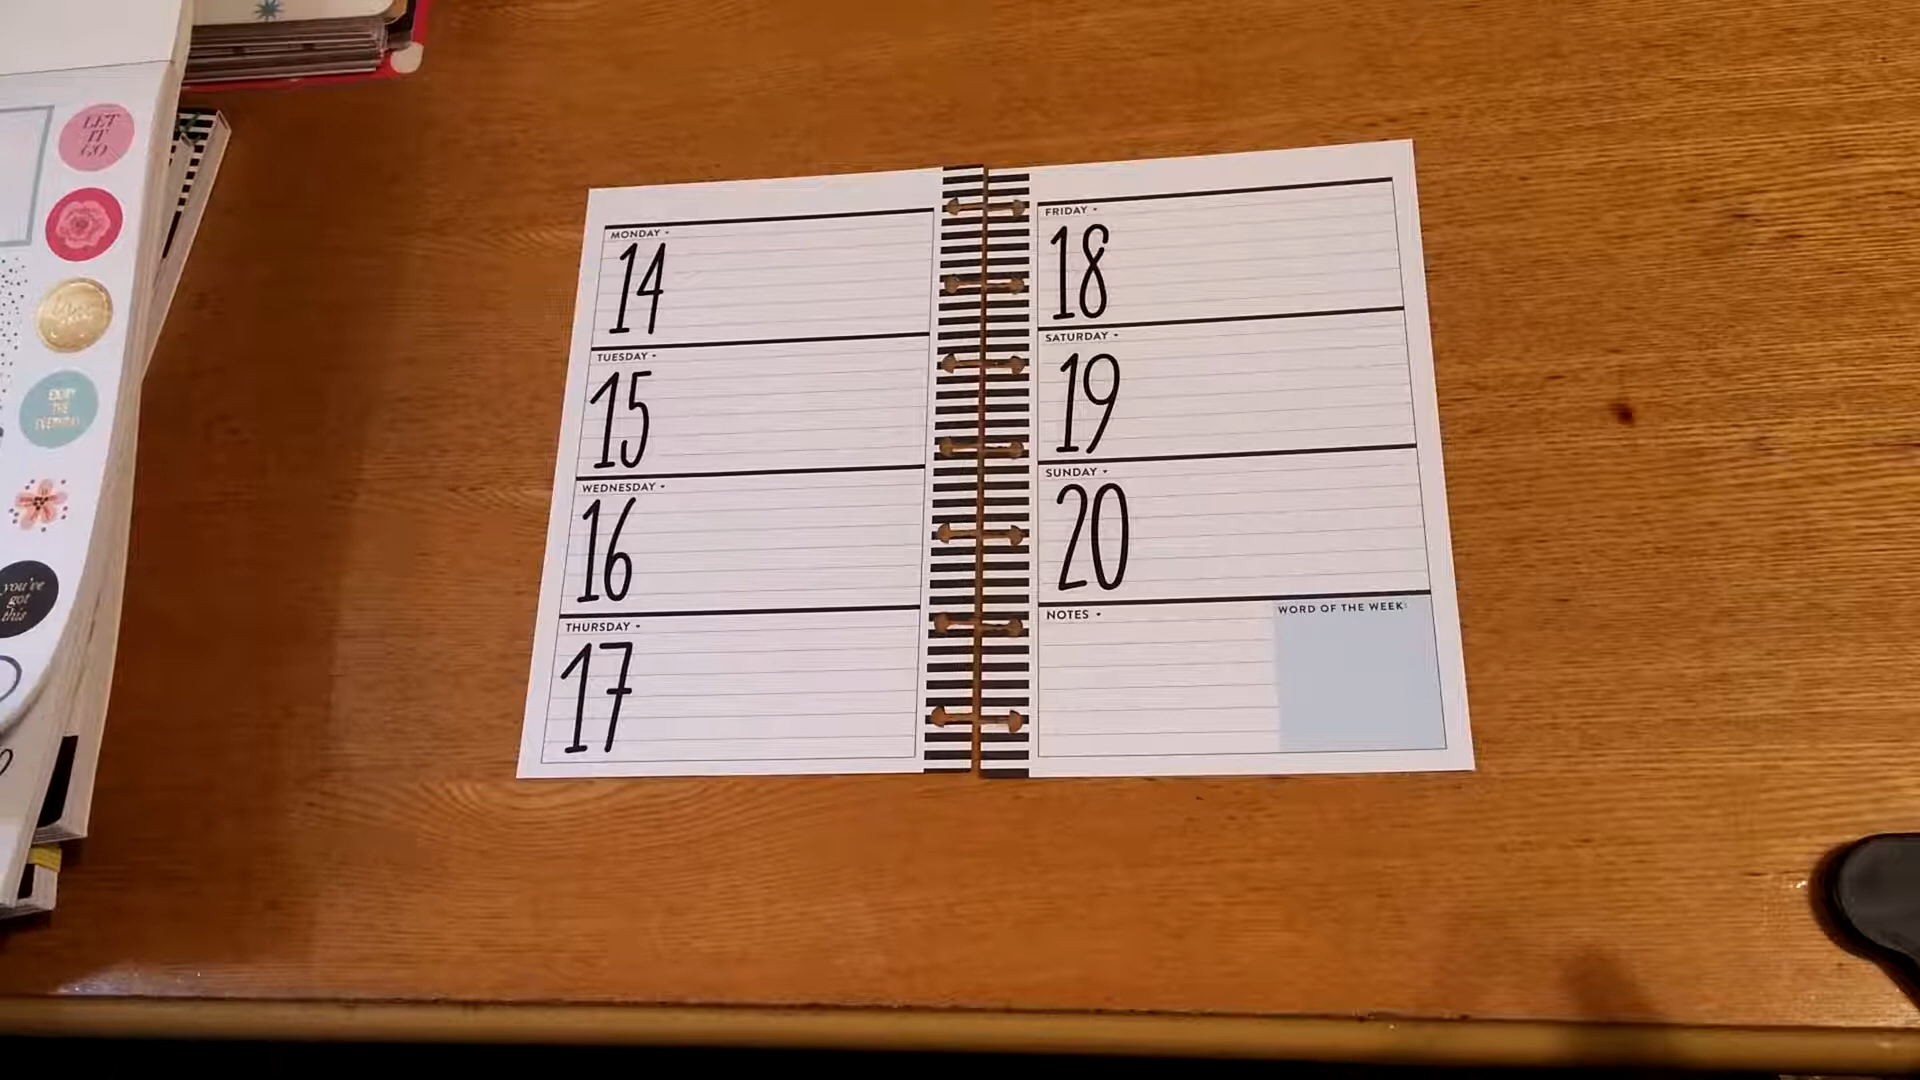 LET
IT
GO
ENJOY
THE
EVERYDAY
you've
got
this
MONDAY
14
TUESDAY
15
WEDNESDAY
16
THURSDAY
17
FRIDAY
18
SATURDAY
19
SUNDAY
20
NOTES
WORD OF THE WEEK: